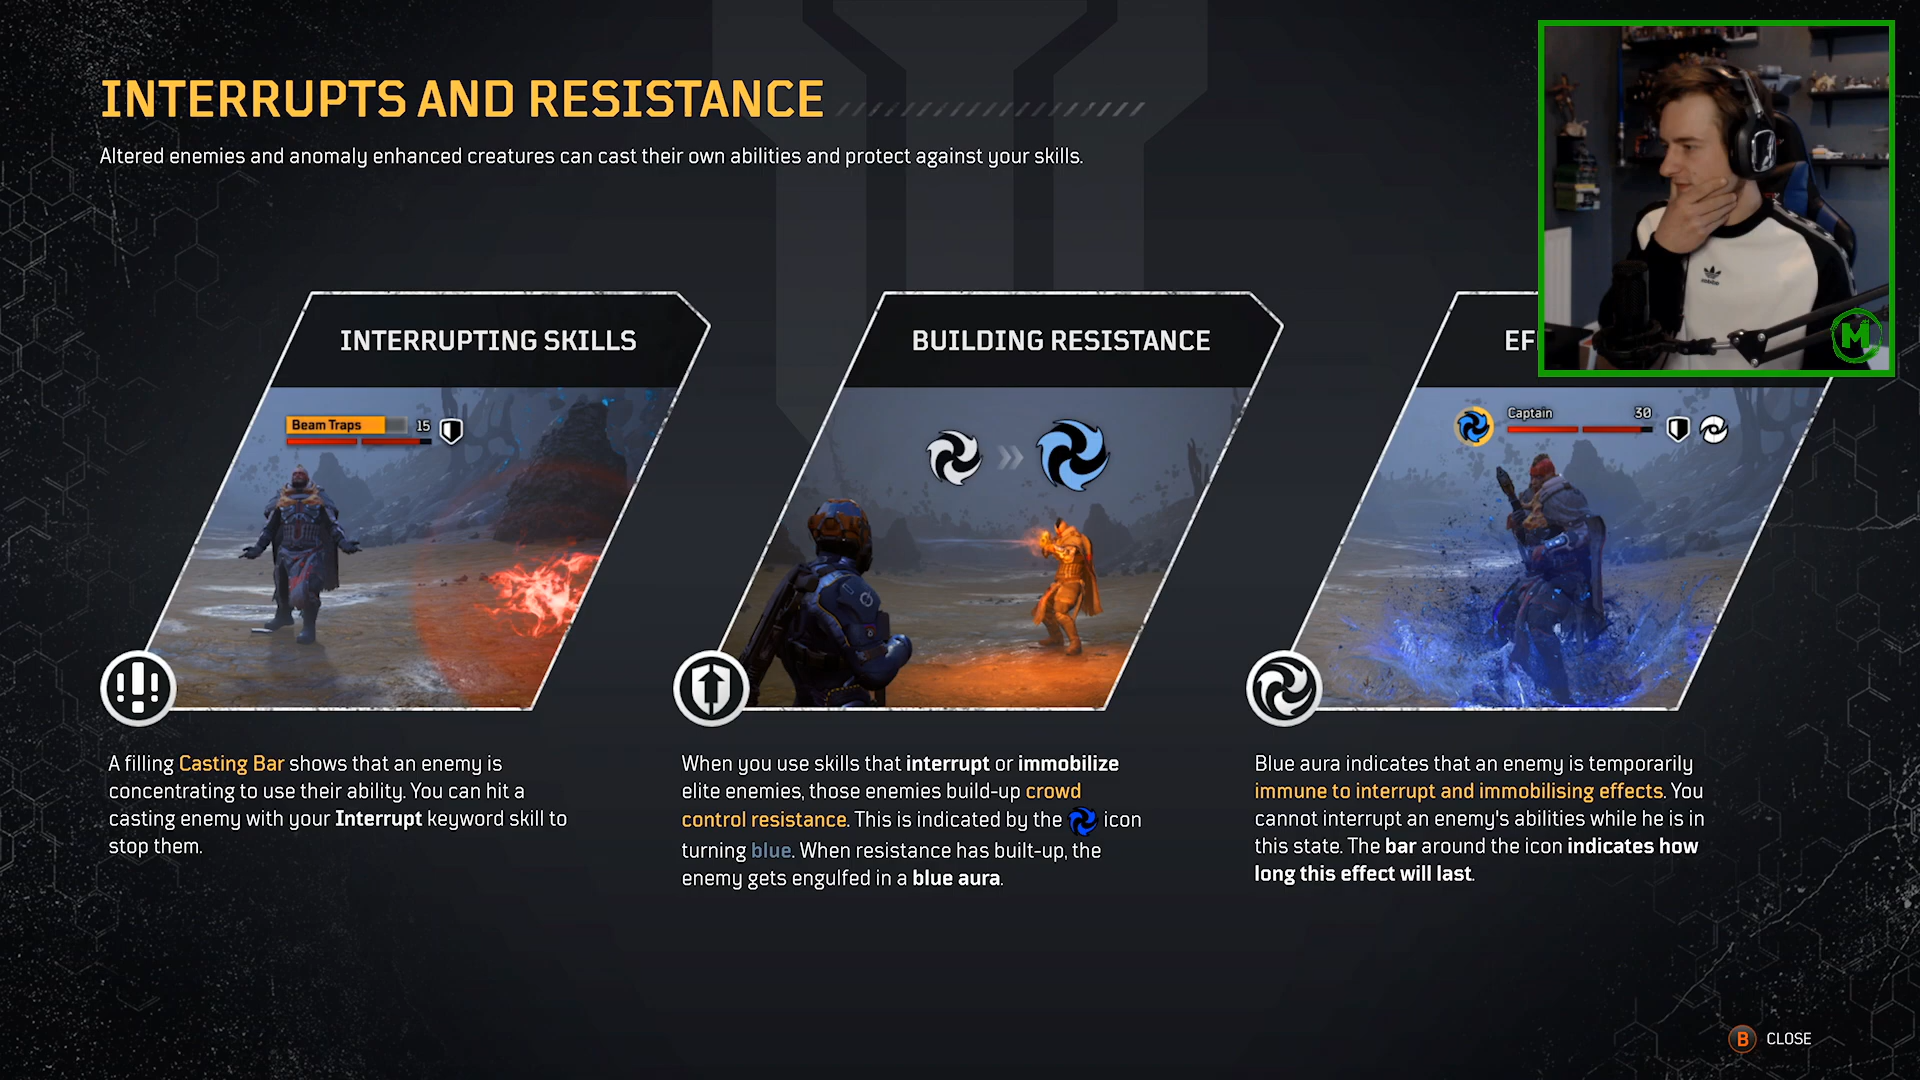 INTERRUPTS AND RESISTANCE
Altered enemies and anomaly enhanced creatures can cast their own abilities and protect against your skills.
INTERRUPTING SKILLS
Beam Traps 15
A filling Casting Bar shows that an enemy is
concentrating to use their ability. You can hit a
casting enemy with your Interrupt keyword skill to
stop them.
BUILDING RESISTANCE
When you use skills that interrupt or immobilize
elite enemies, those enemies build-up crowd
control resistance. This is indicated by the icon
turning blue. When resistance has built-up, the
enemy gets engulfed in a blue aura.
EF
Captain 30
Blue aura indicates that an enemy is temporarily
immune to interrupt and immobilising effects. You
cannot interrupt an enemy's abilities while he is in
this state. The bar around the icon indicates how
long this effect will last.
M
B CLOSE